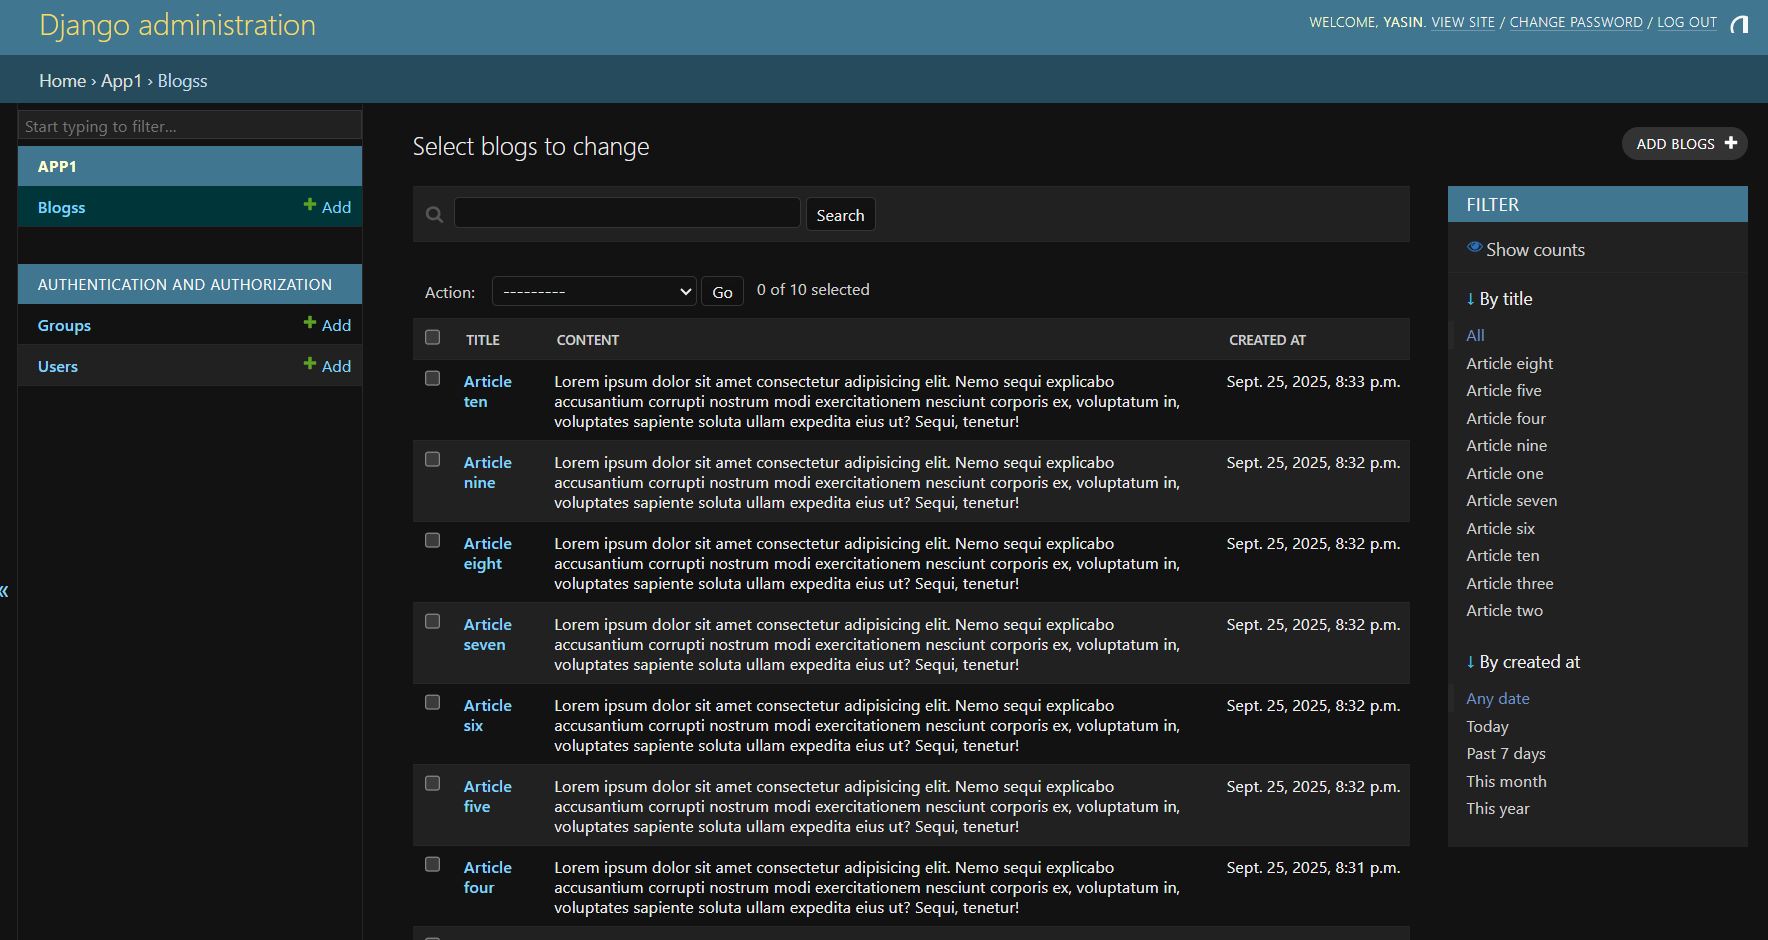 Django administration
WELCOME, YASIN. VIEW SITE / CHANGE PASSWORD / LOG OUT
Home › App1 › Blogss
Start typing to filter...
APP1
Blogss
Add
AUTHENTICATION AND AUTHORIZATION
Groups
Add
Users
Add
«
Select blogs to change
ADD BLOGS
Search
Action:
---------
Go
0 of 10 selected
TITLE CONTENT CREATED AT
Article ten
Lorem ipsum dolor sit amet consectetur adipisicing elit. Nemo sequi explicabo
accusantium corrupti nostrum modi exercitationem nesciunt corporis ex, voluptatum in,
voluptates sapiente soluta ullam expedita eius ut? Sequi, tenetur!
Sept. 25, 2025, 8:33 p.m.
Article nine
Lorem ipsum dolor sit amet consectetur adipisicing elit. Nemo sequi explicabo
accusantium corrupti nostrum modi exercitationem nesciunt corporis ex, voluptatum in,
voluptates sapiente soluta ullam expedita eius ut? Sequi, tenetur!
Sept. 25, 2025, 8:32 p.m.
Article eight
Lorem ipsum dolor sit amet consectetur adipisicing elit. Nemo sequi explicabo
accusantium corrupti nostrum modi exercitationem nesciunt corporis ex, voluptatum in,
voluptates sapiente soluta ullam expedita eius ut? Sequi, tenetur!
Sept. 25, 2025, 8:32 p.m.
Article seven
Lorem ipsum dolor sit amet consectetur adipisicing elit. Nemo sequi explicabo
accusantium corrupti nostrum modi exercitationem nesciunt corporis ex, voluptatum in,
voluptates sapiente soluta ullam expedita eius ut? Sequi, tenetur!
Sept. 25, 2025, 8:32 p.m.
Article six
Lorem ipsum dolor sit amet consectetur adipisicing elit. Nemo sequi explicabo
accusantium corrupti nostrum modi exercitationem nesciunt corporis ex, voluptatum in,
voluptates sapiente soluta ullam expedita eius ut? Sequi, tenetur!
Sept. 25, 2025, 8:32 p.m.
Article five
Lorem ipsum dolor sit amet consectetur adipisicing elit. Nemo sequi explicabo
accusantium corrupti nostrum modi exercitationem nesciunt corporis ex, voluptatum in,
voluptates sapiente soluta ullam expedita eius ut? Sequi, tenetur!
Sept. 25, 2025, 8:32 p.m.
Article four
Lorem ipsum dolor sit amet consectetur adipisicing elit. Nemo sequi explicabo
accusantium corrupti nostrum modi exercitationem nesciunt corporis ex, voluptatum in,
voluptates sapiente soluta ullam expedita eius ut? Sequi, tenetur!
Sept. 25, 2025, 8:31 p.m.
FILTER
Show counts
↓ By title
All
Article eight
Article five
Article four
Article nine
Article one
Article seven
Article six
Article ten
Article three
Article two
↓ By created at
Any date
Today
Past 7 days
This month
This year